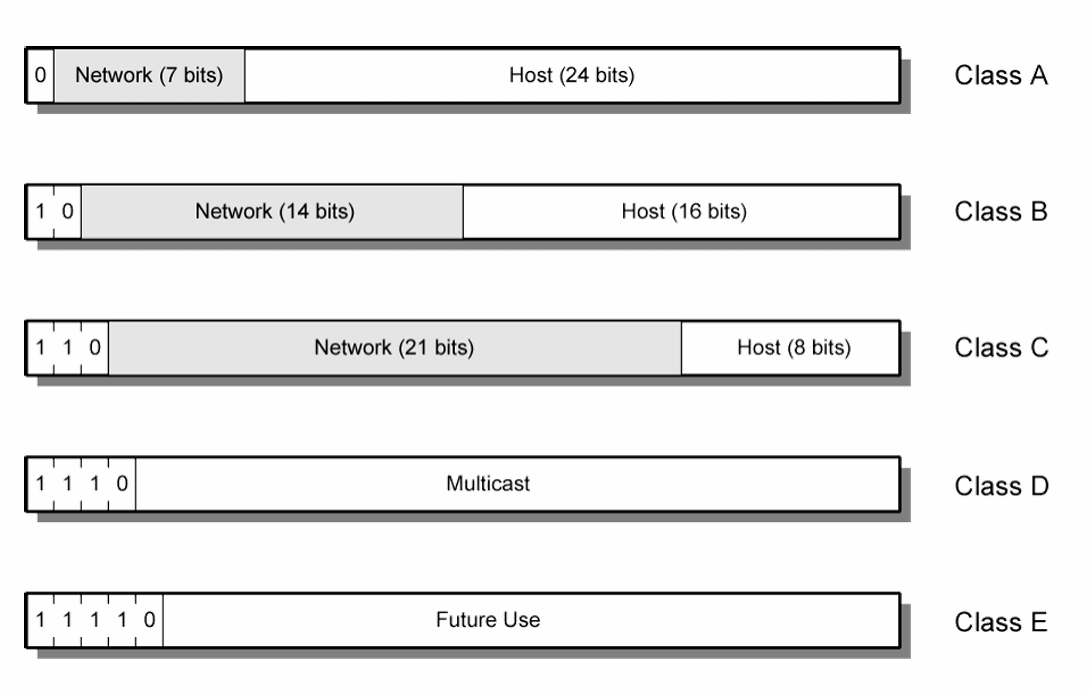 0 Network (7 bits) Host (24 bits) Class A
1 0 Network (14 bits) Host (16 bits) Class B
1 1 0 Network (21 bits) Host (8 bits) Class C
1 1 1 0 Multicast Class D
1 1 1 1 0 Future Use Class E